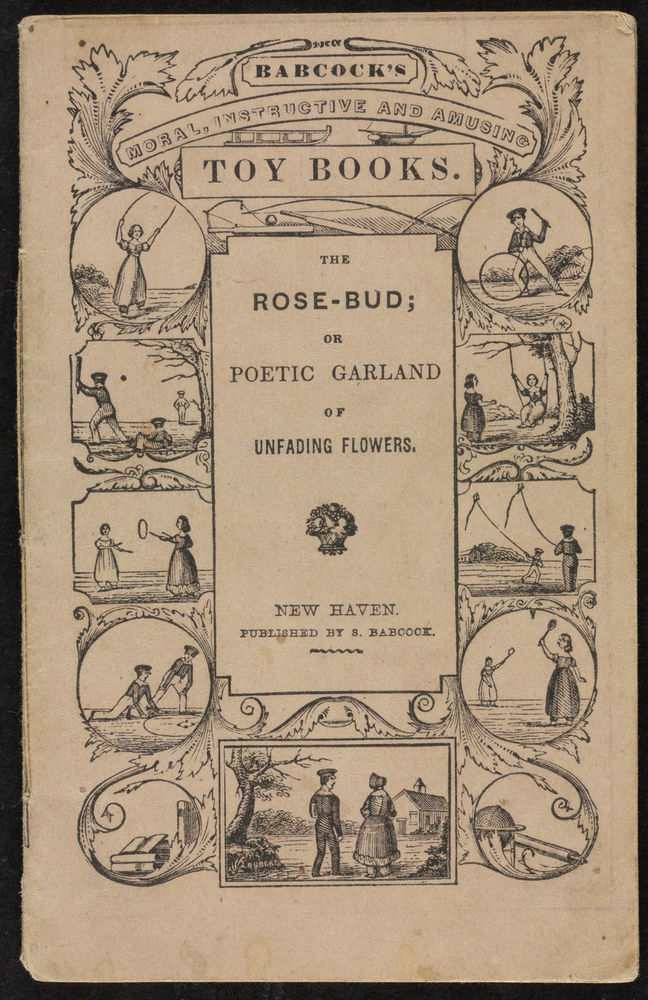 BABCOCK'S
MORAL, INSTRUCTIVE AND AMUSING
TOY BOOKS.
THE
ROSE-BUD;
OR
POETIC GARLAND
OF
UNFADING FLOWERS.
NEW HAVEN.
PUBLISHED BY S. BABCOCK.